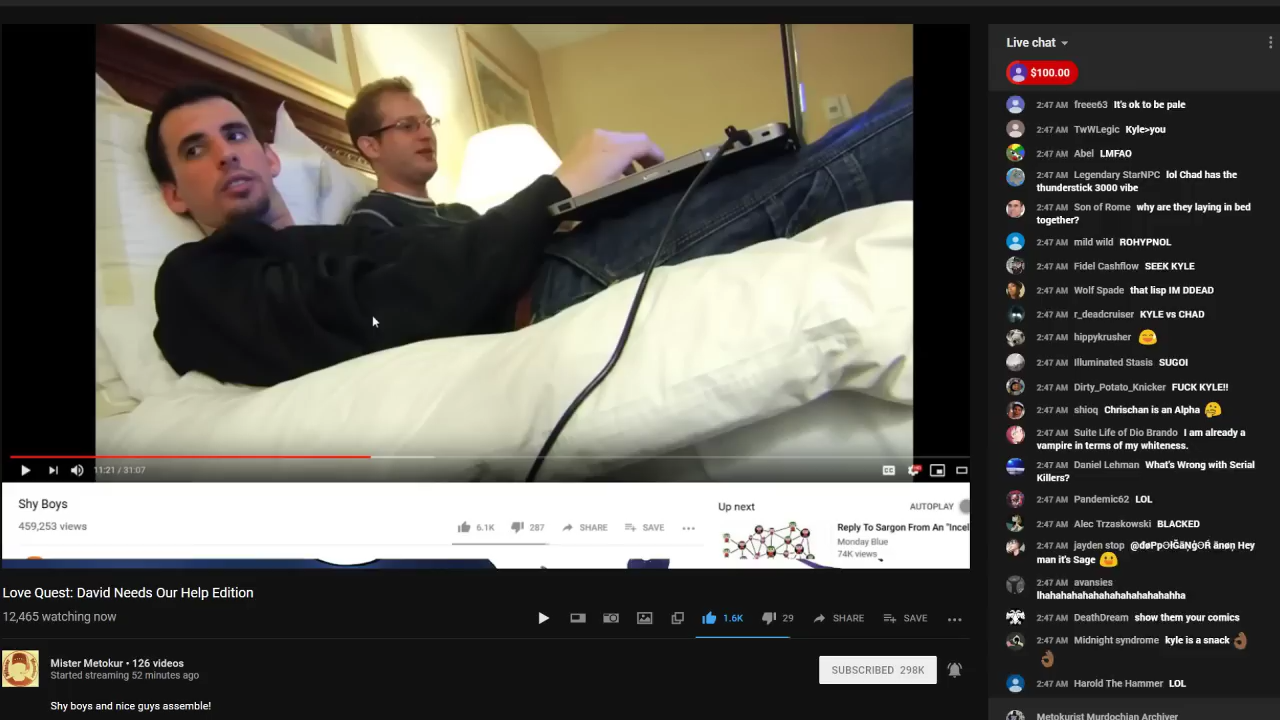 Live chat
$100.00
2:47 AM freee63 It's ok to be pale
2:47 AM TwWLegic Kyle>you
2:47 AM Abel LMFAO
2:47 AM Legendary StarNPC lol Chad has the
thunderstick 3000 vibe
2:47 AM Son of Rome why are they laying in bed
together?
2:47 AM mild wild ROHYPNOL
2:47 AM Fidel Cashflow SEEK KYLE
2:47 AM Wolf Spade that lisp IM DDEAD
2:47 AM r_deadcruiser KYLE vs CHAD
2:47 AM hippykrusher
2:47 AM Illuminated Stasis SUGOI
2:47 AM Dirty_Potato_Knicker FUCK KYLE!!
2:47 AM shioq Chrischan is an Alpha
2:47 AM Suite Life of Dio Brando I am already a
vampire in terms of my whiteness.
2:47 AM Daniel Lehman What's Wrong with Serial
Killers?
2:47 AM Pandemic62 LOL
2:47 AM Alec Trzaskowski BLACKED
2:47 AM jayden stop Hey
man it's Sage
2:47 AM avansies
lhahahahahahahahahahahahahha
2:47 AM DeathDream show them your comics
2:47 AM Midnight syndrome kyle is a snack
2:47 AM Harold The Hammer LOL
Metokurist Murdochian Archiver
11:21 / 31:07
Shy Boys
459,253 views
6.1K 287 SHARE SAVE
Up next
AUTOPLAY
Reply To Sargon From An "Incel
Monday Blue
74K views
Love Quest: David Needs Our Help Edition
12,465 watching now
1.6K 29 SHARE SAVE
Mister Metokur • 126 videos
Started streaming 52 minutes ago
SUBSCRIBED 298K
Shy boys and nice guys assemble!